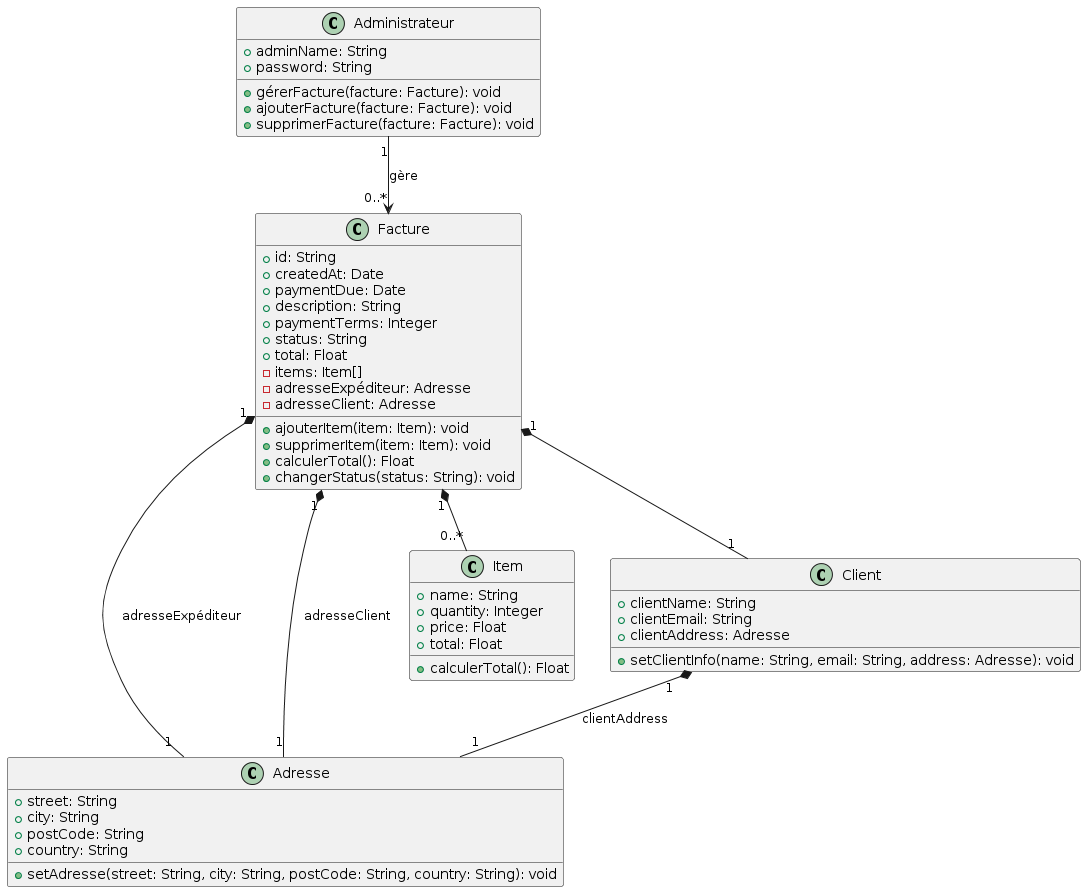 C Administrateur
adminName: String
password: String
gérerFacture(facture: Facture): void
ajouterFacture(facture: Facture): void
supprimerFacture(facture: Facture): void
1
gère
0..*
C Facture
id: String
createdAt: Date
paymentDue: Date
description: String
paymentTerms: Integer
status: String
total: Float
items: Item[]
adresseExpéditeur: Adresse
adresseClient: Adresse
ajouterItem(item: Item): void
supprimerItem(item: Item): void
calculerTotal(): Float
changerStatus(status: String): void
1
1
1
1
0..*
1
C Item
name: String
quantity: Integer
price: Float
total: Float
calculerTotal(): Float
C Client
clientName: String
clientEmail: String
clientAddress: Adresse
setClientInfo(name: String, email: String, address: Adresse): void
adresseExpéditeur
adresseClient
1
clientAddress
1
1
1
C Adresse
street: String
city: String
postCode: String
country: String
setAdresse(street: String, city: String, postCode: String, country: String): void